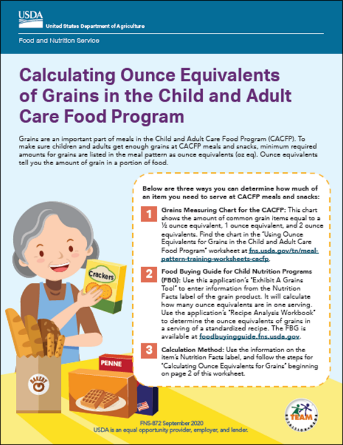 USDA
United States Department of Agriculture
Food and Nutrition Service
Calculating Ounce Equivalents
of Grains in the Child and Adult
Care Food Program
Grains are an important part of meals in the Child and Adult Care Food Program (CACFP). To
make sure children and adults get enough grains at CACFP meals and snacks, minimum required
amounts for grains are listed in the meal pattern as ounce equivalents (oz eq). Ounce equivalents
tell you the amount of grain in a portion of food.
Below are three ways you can determine how much of
an item you need to serve at CACFP meals and snacks:
1 Grains Measuring Chart for the CACFP: This chart
shows the amount of common grain items equal to a
½ ounce equivalent, 1 ounce equivalent, and 2 ounce
equivalents. Find the chart in the "Using Ounce
Equivalents for Grains in the Child and Adult Care
Food Program" worksheet at fns.usda.gov/tn/meal-
pattern-training-worksheets-cacfp.
2 Food Buying Guide for Child Nutrition Programs
(FBG): Use this application's "Exhibit A Grains
Tool" to enter information from the Nutrition
Facts label of the grain product. It will calculate
how many ounce equivalents are in one serving.
Use the application's "Recipe Analysis Workbook"
to determine the ounce equivalents of grains in
a serving of a standardized recipe. The FBG is
available at foodbuyingguide.fns.usda.gov.
3 Calculation Method: Use the information on the
item's Nutrition Facts label, and follow the steps for
"Calculating Ounce Equivalents for Grains" beginning
on page 2 of this worksheet.
Crackers
PENNE
BAKERY
TEAM
FNS-872 September 2020
USDA is an equal opportunity provider, employer, and lender.